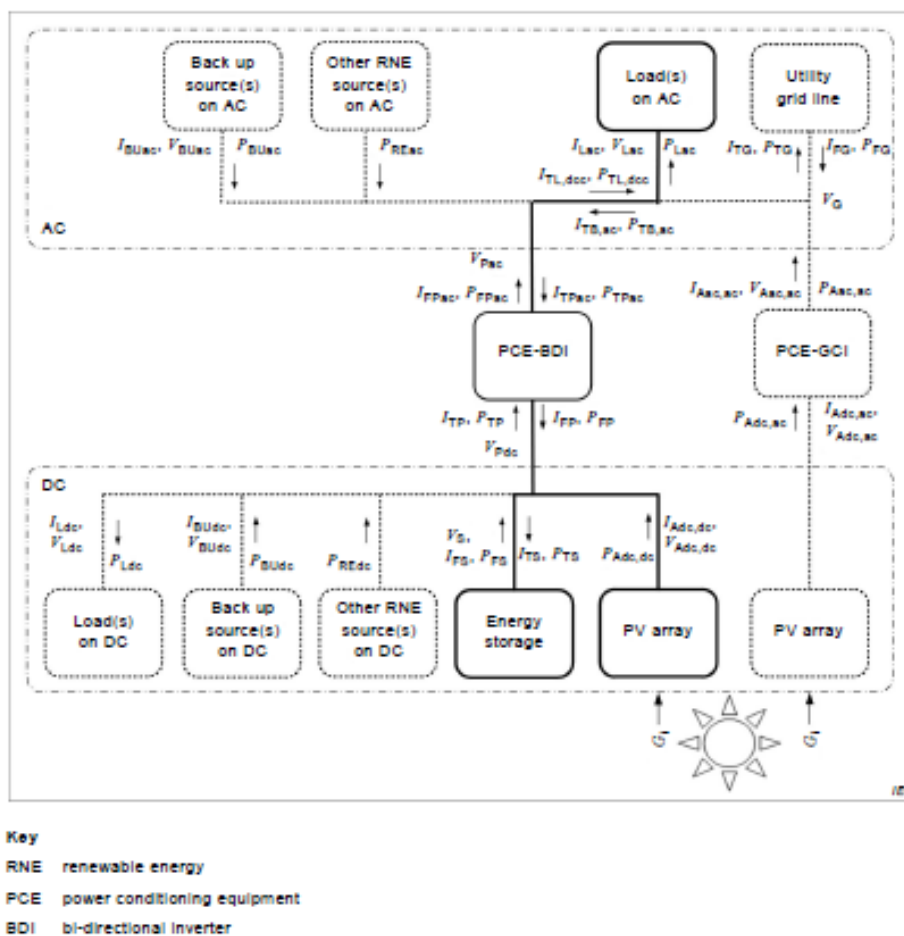 Back up
source(s)
on AC
Other RNE
source(s)
on AC
Load(s)
on AC
Utility
grid line
I_BUac, V_BUac
P_BUac
P_REac
I_Lac, V_Lac
P_Lac
I_TG, P_TG
I_FG, P_FG
I_TL,dcc, P_TL,dcc
V_G
AC
I_TB,ac, P_TB,ac
V_Pac
I_FPac, P_FPac
I_TPac, P_TPac
I_Aac,ac, V_Aac,ac
P_Aac,ac
PCE-BDI
PCE-GCI
I_TP, P_TP
I_FP, P_FP
P_Adc,ac
I_Adc,ac,
V_Adc,ac
V_Pdc
DC
I_Ldc,
V_Ldc
P_Ldc
I_BUdc,
V_BUdc
P_BUdc
P_REdc
V_S,
I_FS, P_FS
I_TS, P_TS
P_Adc,dc
I_Adc,dc,
V_Adc,dc
Load(s)
on DC
Back up
source(s)
on DC
Other RNE
source(s)
on DC
Energy
storage
PV array
PV array
G_i
G_i
Key
RNE renewable energy
PCE power conditioning equipment
BDI bi-directional inverter